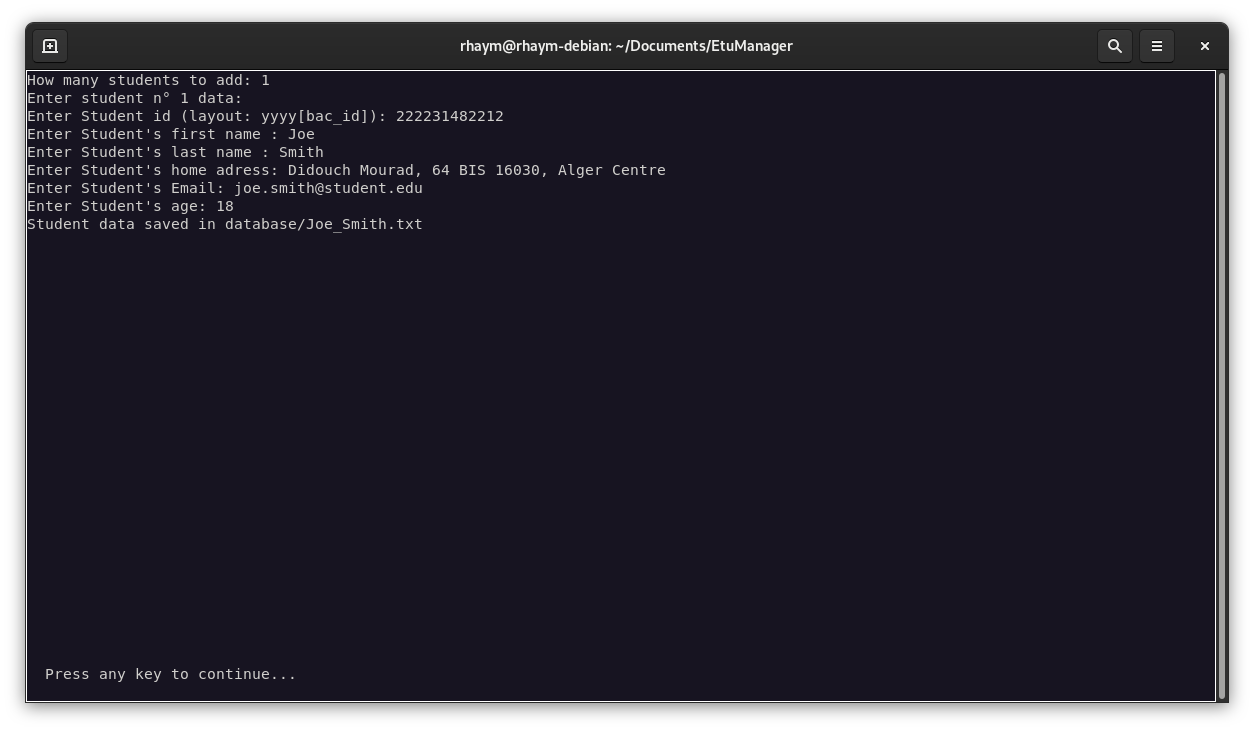 rhaym@rhaym-debian: ~/Documents/EtuManager
How many students to add: 1
Enter student n° 1 data:
Enter Student id (layout: yyyy[bac_id]): 222231482212
Enter Student's first name : Joe
Enter Student's last name : Smith
Enter Student's home adress: Didouch Mourad, 64 BIS 16030, Alger Centre
Enter Student's Email: joe.smith@student.edu
Enter Student's age: 18
Student data saved in database/Joe_Smith.txt
Press any key to continue...